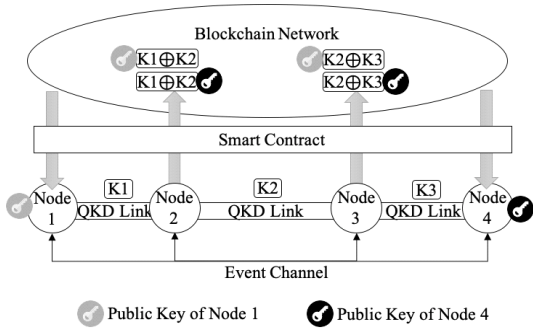 Blockchain Network
K1⊕K2
K2⊕K3
K1⊕K2
K2⊕K3
Smart Contract
K1
K2
K3
Node 1
QKD Link
Node 2
QKD Link
Node 3
QKD Link
Node 4
Event Channel
Public Key of Node 1
Public Key of Node 4